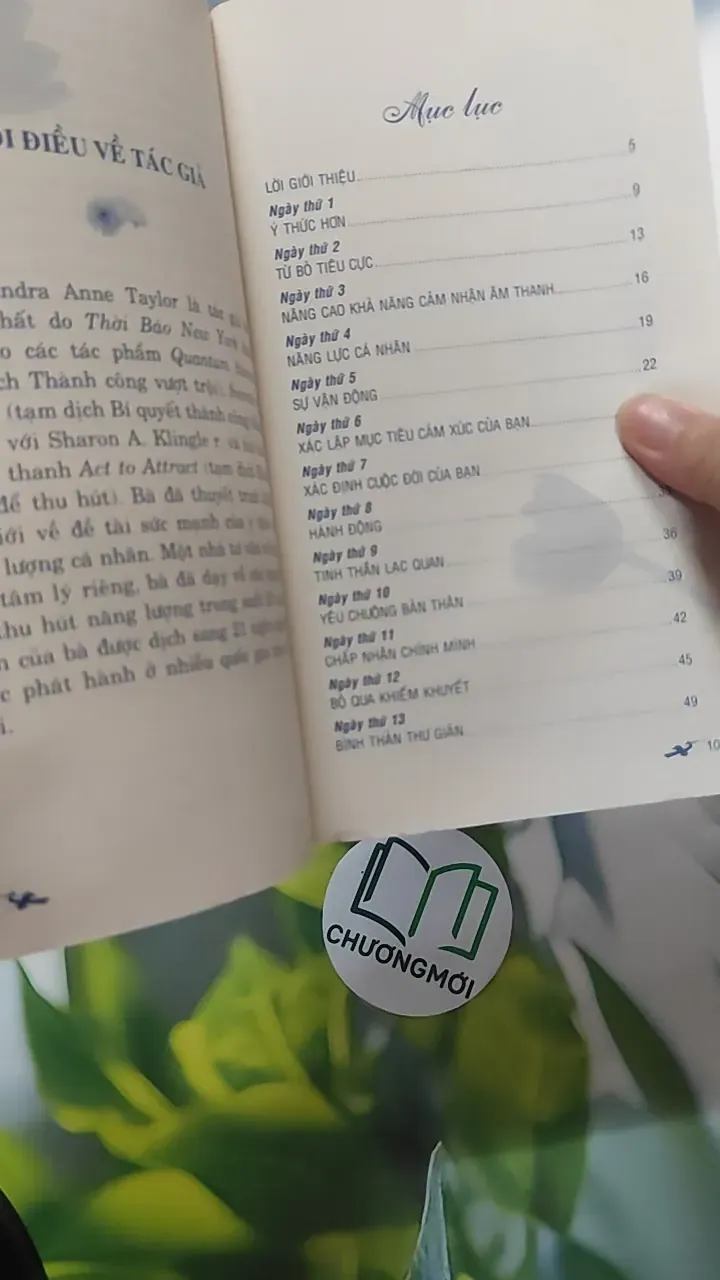 ĐIỀU VỀ TÁC GIẢ
ndra Anne Taylor là tác
hất do Thời Báo New York
o các tác phẩm Quantum
ch Thành công vượt trội),
(tạm dịch Bí quyết thành công
với Sharon A. Klingle
thanh Act to Attract (tạm dịch
để thu hút). Bà đã thuyết trình
iới về đề tài sức mạnh của ý
lượng cá nhân. Một nhà tư vấn
tâm lý riêng, bà đã dạy về
thu hút năng lượng trong suốt
n của bà được dịch sang 21
c phát hành ở nhiều quốc gia
i.
Mục lục
LỜI GIỚI THIỆU 5
Ngày thứ 1
Ý THỨC HƠN 9
Ngày thứ 2
TỪ BỎ TIÊU CỰC 13
Ngày thứ 3
NÂNG CAO KHẢ NĂNG CẢM NHẬN ÂM THANH 16
Ngày thứ 4
NĂNG LỰC CÁ NHÂN 19
Ngày thứ 5
SỰ VẬN ĐỘNG 22
Ngày thứ 6
XÁC LẬP MỤC TIÊU CẢM XÚC CỦA BẠN
Ngày thứ 7
XÁC ĐỊNH CUỘC ĐỜI CỦA BẠN
Ngày thứ 8
HÀNH ĐỘNG
Ngày thứ 9
TINH THẦN LẠC QUAN 36
Ngày thứ 10
YÊU CHUỘNG BẢN THÂN 39
Ngày thứ 11
CHẤP NHẬN CHÍNH MÌNH 42
Ngày thứ 12
BỎ QUA KHIẾM KHUYẾT 45
Ngày thứ 13
BÌNH THẢN THƯ GIÃN 49
10
CHƯƠNGMỚI